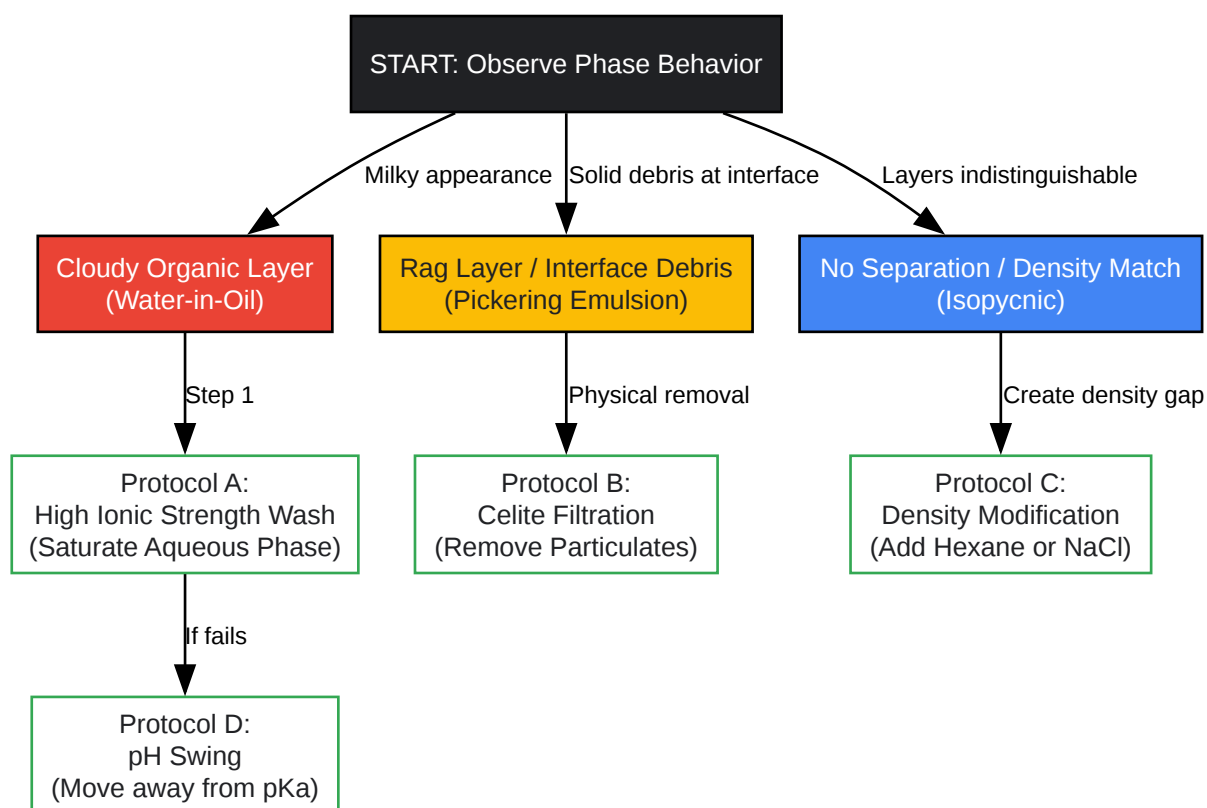 START: Observe Phase Behavior
Milky appearance
Solid debris at interface
Layers indistinguishable
Cloudy Organic Layer
(Water-in-Oil)
Rag Layer / Interface Debris
(Pickering Emulsion)
No Separation / Density Match
(Isopycnic)
Step 1
Physical removal
Create density gap
Protocol A:
High Ionic Strength Wash
(Saturate Aqueous Phase)
Protocol B:
Celite Filtration
(Remove Particulates)
Protocol C:
Density Modification
(Add Hexane or NaCl)
If fails
Protocol D:
pH Swing
(Move away from pKa)